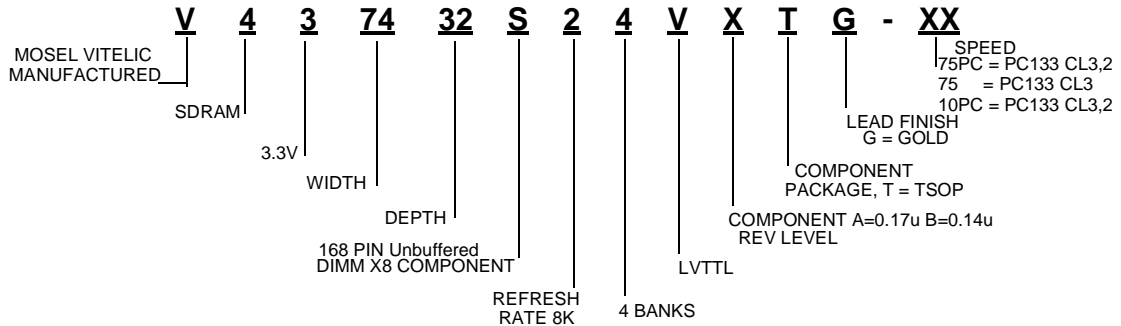 V 4 3 74 32 S 2 4 V X T G - XX
MOSEL VITELIC
MANUFACTURED
SDRAM
3.3V
WIDTH
DEPTH
168 PIN Unbuffered
DIMM X8 COMPONENT
REFRESH
RATE 8K
4 BANKS
LVTTL
COMPONENT A=0.17u B=0.14u
REV LEVEL
COMPONENT
PACKAGE, T = TSOP
LEAD FINISH
G = GOLD
SPEED
75PC = PC133 CL3,2
75 = PC133 CL3
10PC = PC133 CL3,2